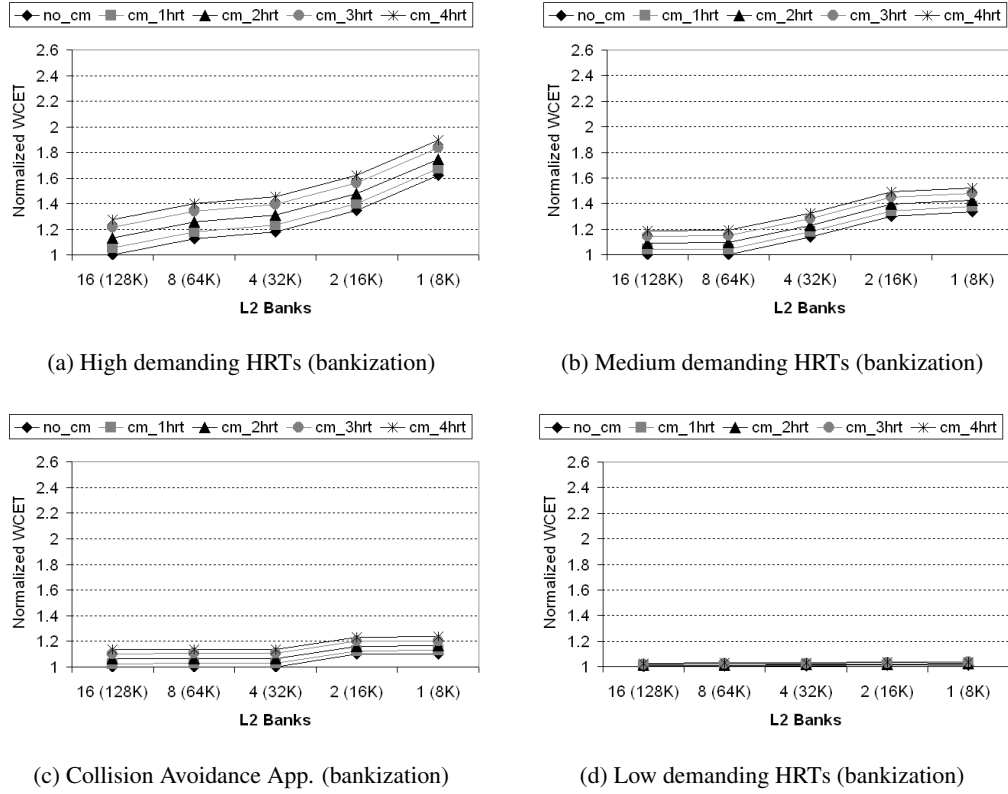 no_cm cm_1hrt cm_2hrt cm_3hrt cm_4hrt
2.6
2.4
2.2
2
1.8
1.6
1.4
1.2
1
Normalized WCET
16 (128K) 8 (64K) 4 (32K) 2 (16K) 1 (8K)
L2 Banks
(a) High demanding HRTs (bankization)
no_cm cm_1hrt cm_2hrt cm_3hrt cm_4hrt
2.6
2.4
2.2
2
1.8
1.6
1.4
1.2
1
Normalized WCET
16 (128K) 8 (64K) 4 (32K) 2 (16K) 1 (8K)
L2 Banks
(b) Medium demanding HRTs (bankization)
no_cm cm_1hrt cm_2hrt cm_3hrt cm_4hrt
2.6
2.4
2.2
2
1.8
1.6
1.4
1.2
1
Normalized WCET
16 (128K) 8 (64K) 4 (32K) 2 (16K) 1 (8K)
L2 Banks
(c) Collision Avoidance App. (bankization)
no_cm cm_1hrt cm_2hrt cm_3hrt cm_4hrt
2.6
2.4
2.2
2
1.8
1.6
1.4
1.2
1
Normalized WCET
16 (128K) 8 (64K) 4 (32K) 2 (16K) 1 (8K)
L2 Banks
(d) Low demanding HRTs (bankization)